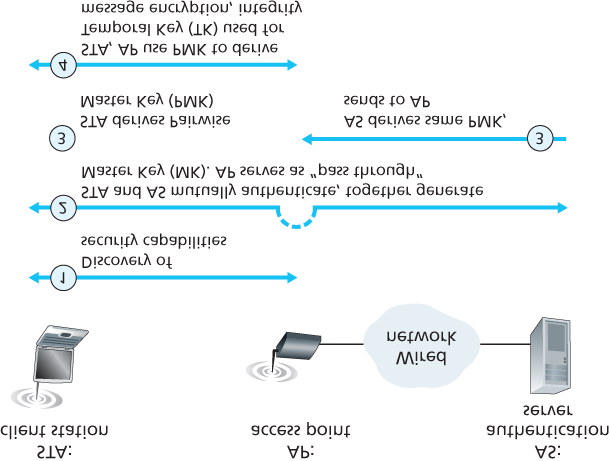 STA:
client station
AP:
access point
AS:
authentication
server
Wired
network
1
Discovery of
security capabilities
2
STA and AS mutually authenticate, together generate
Master Key (MK). AP serves as “pass through”
3
STA derives Pairwise
Master Key (PMK)
3
AS derives same PMK,
sends to AP
4
STA, AP use PMK to derive
Temporal Key (TK) used for
message encryption, integrity